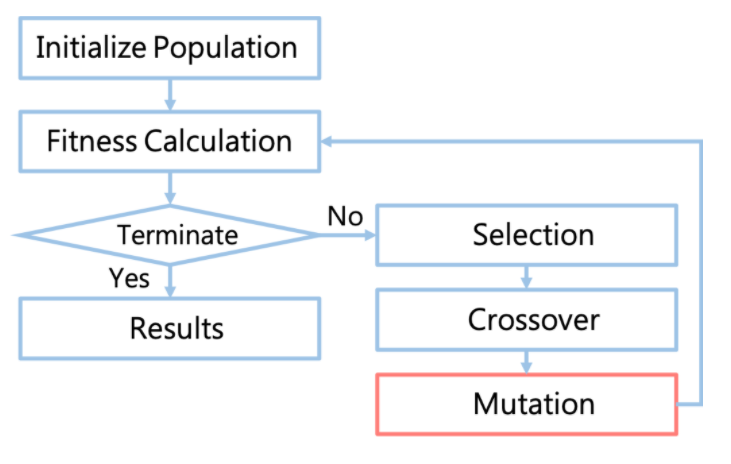 Initialize Population
Fitness Calculation
Terminate
No
Yes
Results
Selection
Crossover
Mutation